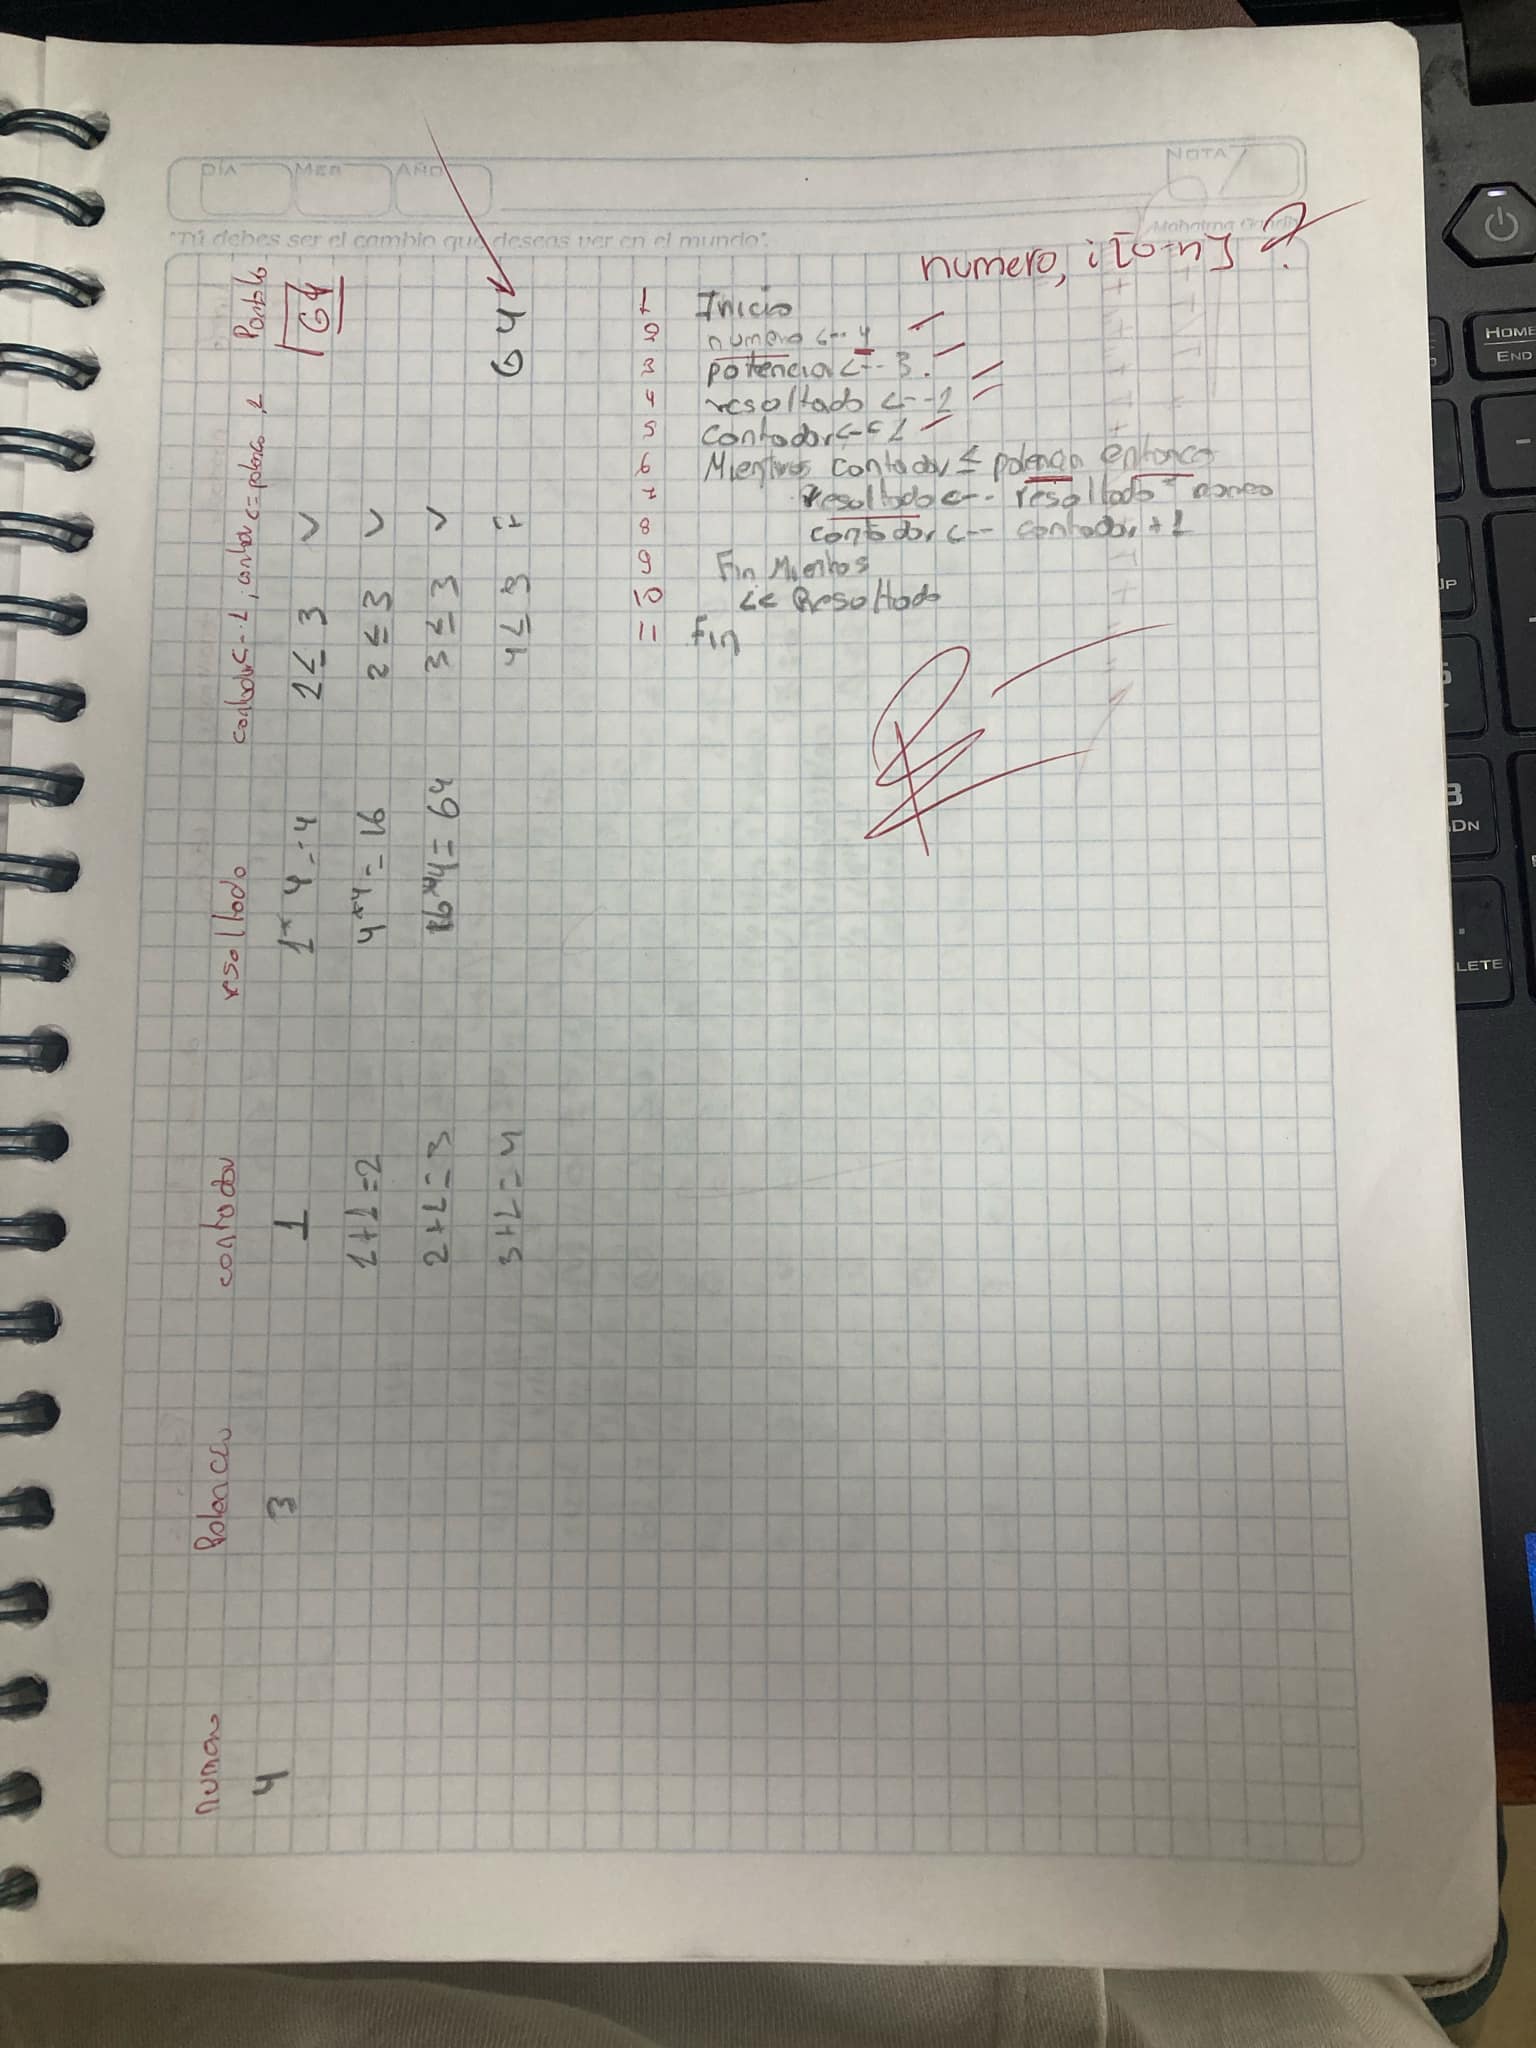 DÍA MES AÑO NOTA
"Tú debes ser el cambio que deseas ver en el mundo". Mahatma Gandhi
numero, i [0-n] ?
1 Inicio
2 numero <-- 4
3 potencia <-- 3.
4 resultado <-- 1
5 contador <-- 1
6 Mientras contador ≤ potencia entonces
7 resultado <-- resultado * numero
8 contador <-- contador + 1
9 Fin Mientras
10 << Resultado
11 Fin
numero Potencia contador resultado contador <-- 1, contador <= potencia, 1 Pantalla
4 3 1 1*4=4 1≤3 V 64
1+1=2 4*4=16 2≤3 V
2+1=3 16*4=64 3≤3 V
3+1=4 4≤3 F 64
HOME
END
DELETE